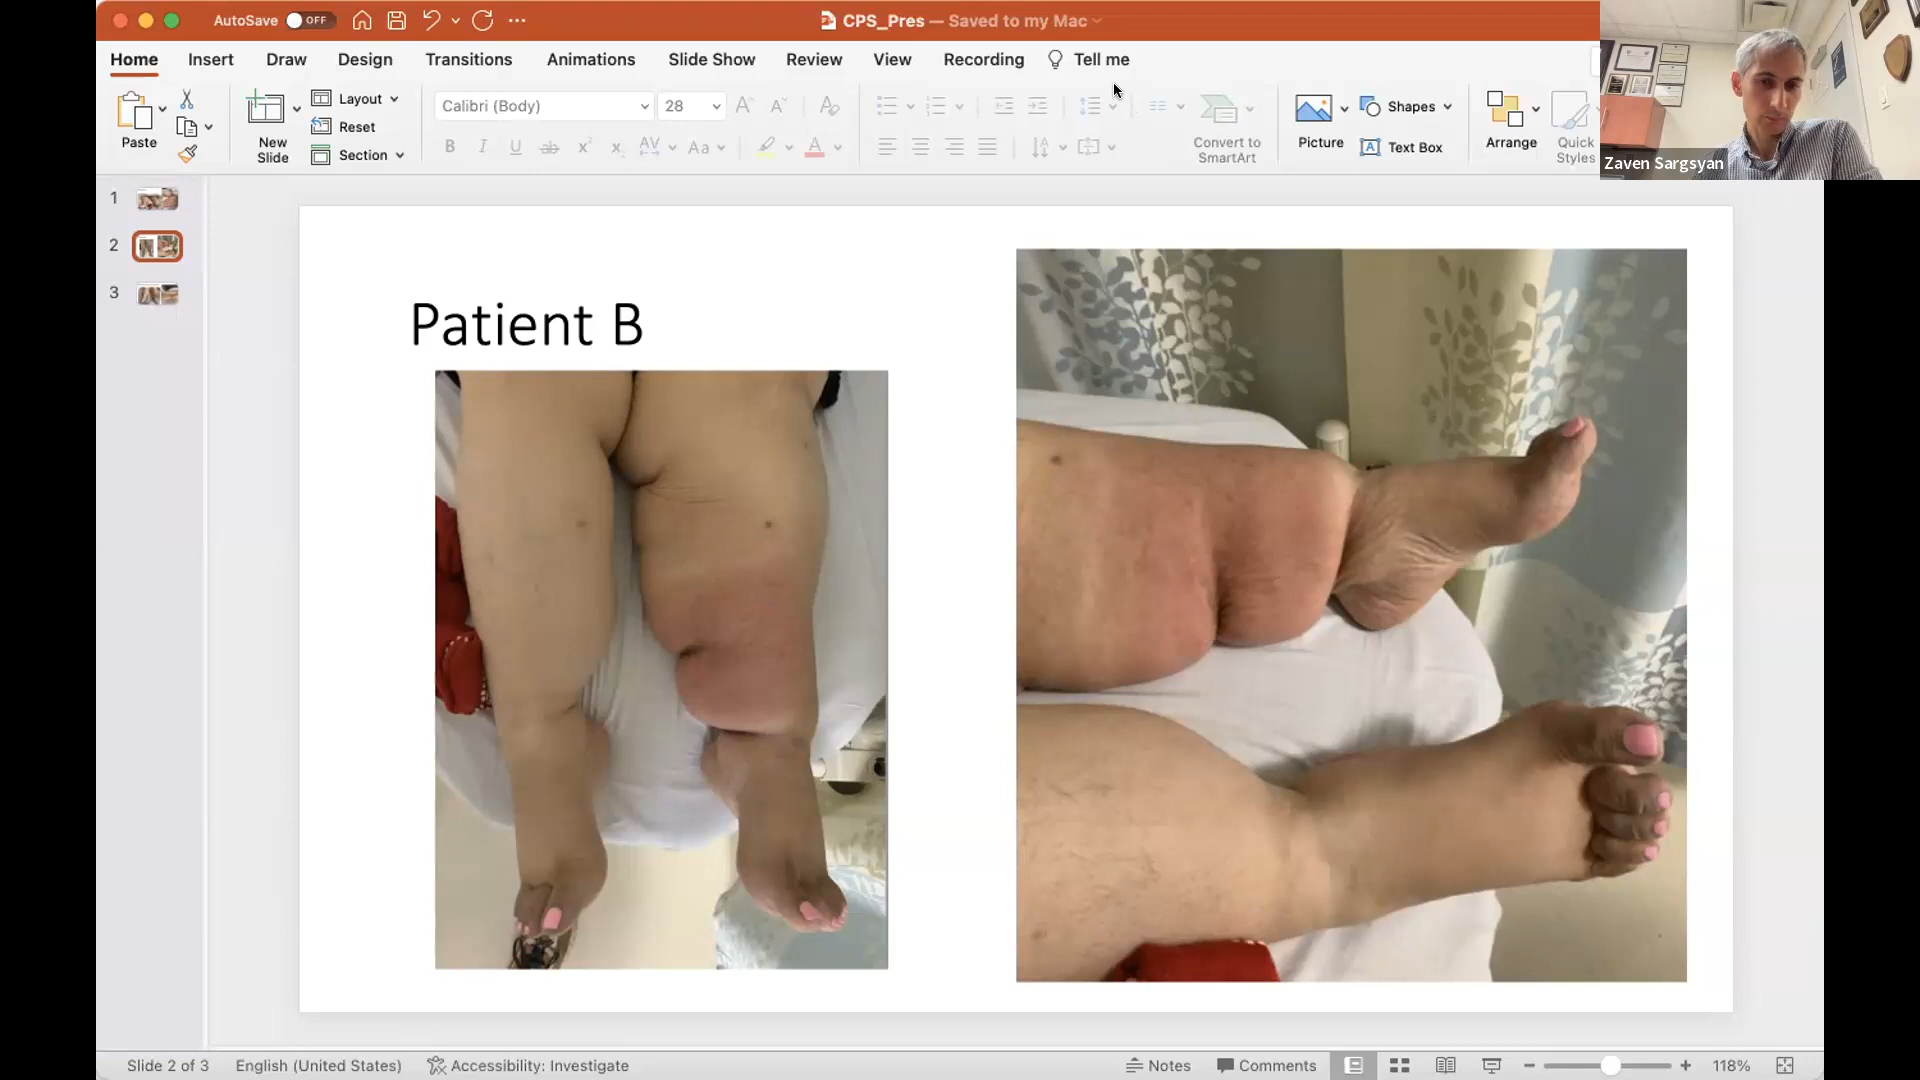 AutoSave OFF
CPS_Pres — Saved to my Mac
Home Insert Draw Design Transitions Animations Slide Show Review View Recording Tell me
Paste
New
Slide
Layout
Reset
Section
Calibri (Body) 28
Convert to
SmartArt
Picture
Shapes
Text Box
Arrange
Quick
Styles
Zaven Sargsyan
1
2
3
Patient B
Slide 2 of 3 English (United States) Accessibility: Investigate Notes Comments 118%